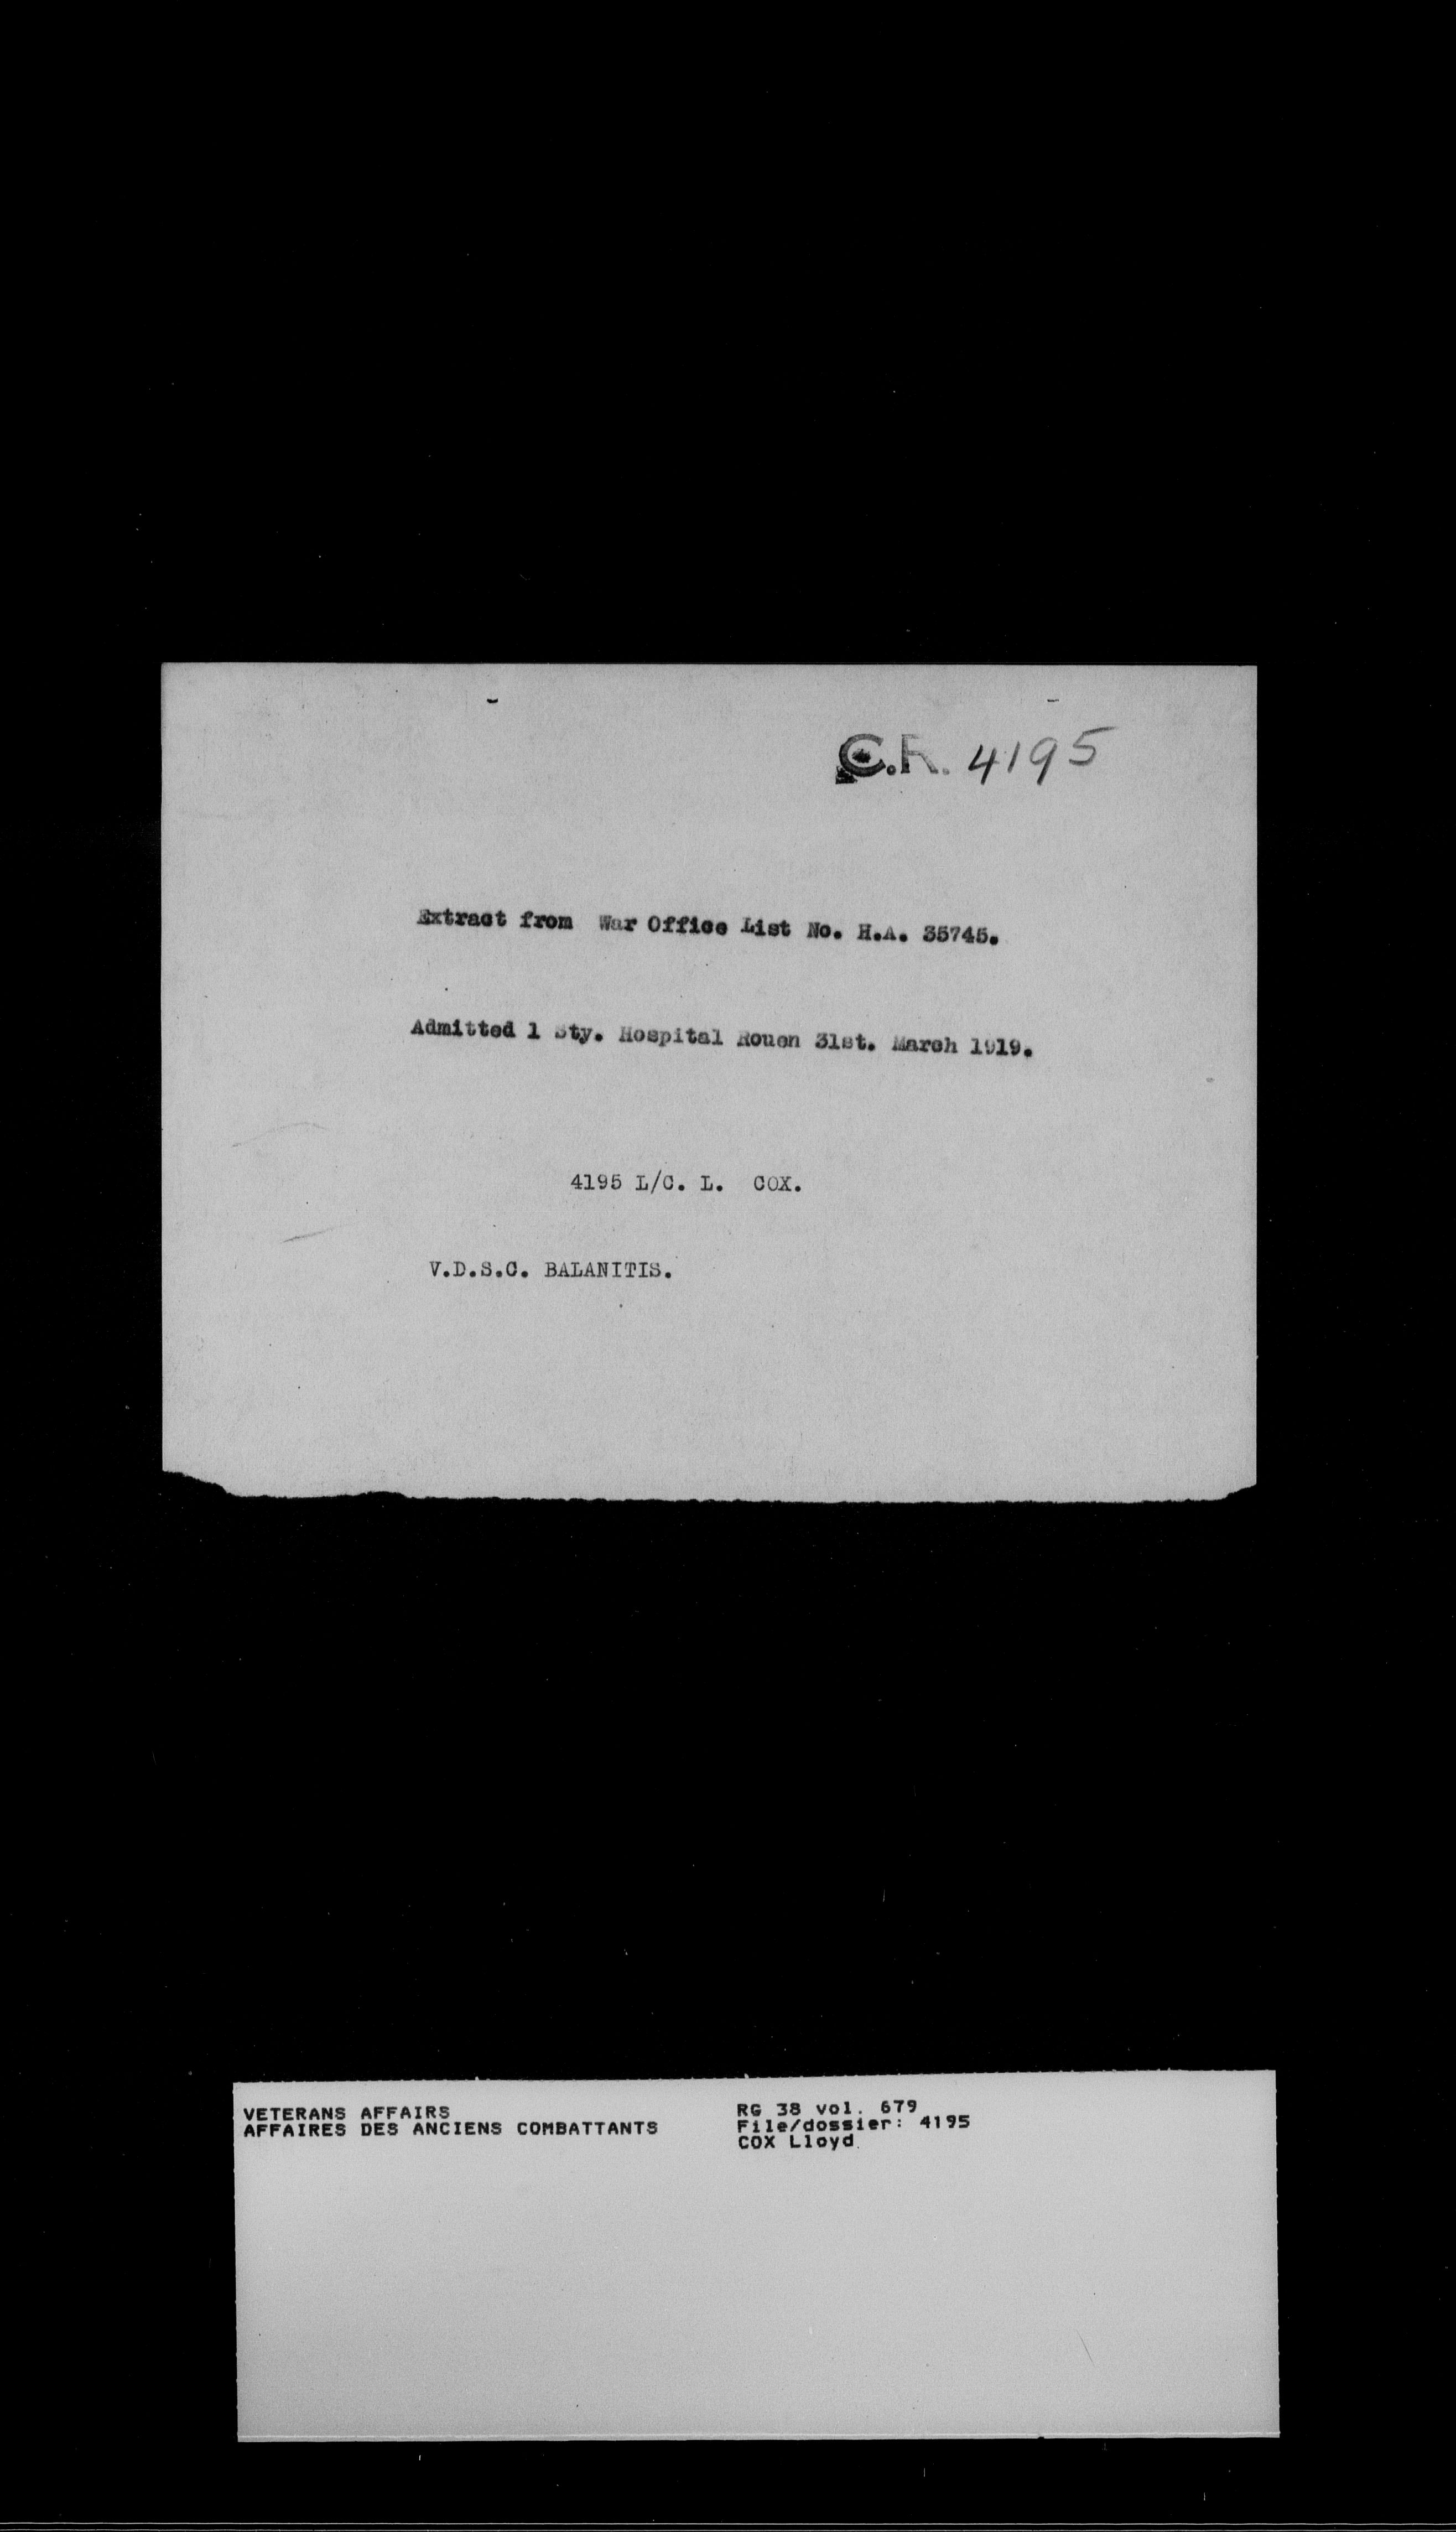 C.R. 4195
Extract from War Office List No. H.A. 35745.
Admitted 1 Sty. Hospital Rouen 31st. March 1919.
4195 L/C. L. COX.
V.D.S.C. BALANITIS.
VETERANS AFFAIRS
AFFAIRES DES ANCIENS COMBATTANTS
RG 38 vol. 679
File/dossier: 4195
COX Lloyd